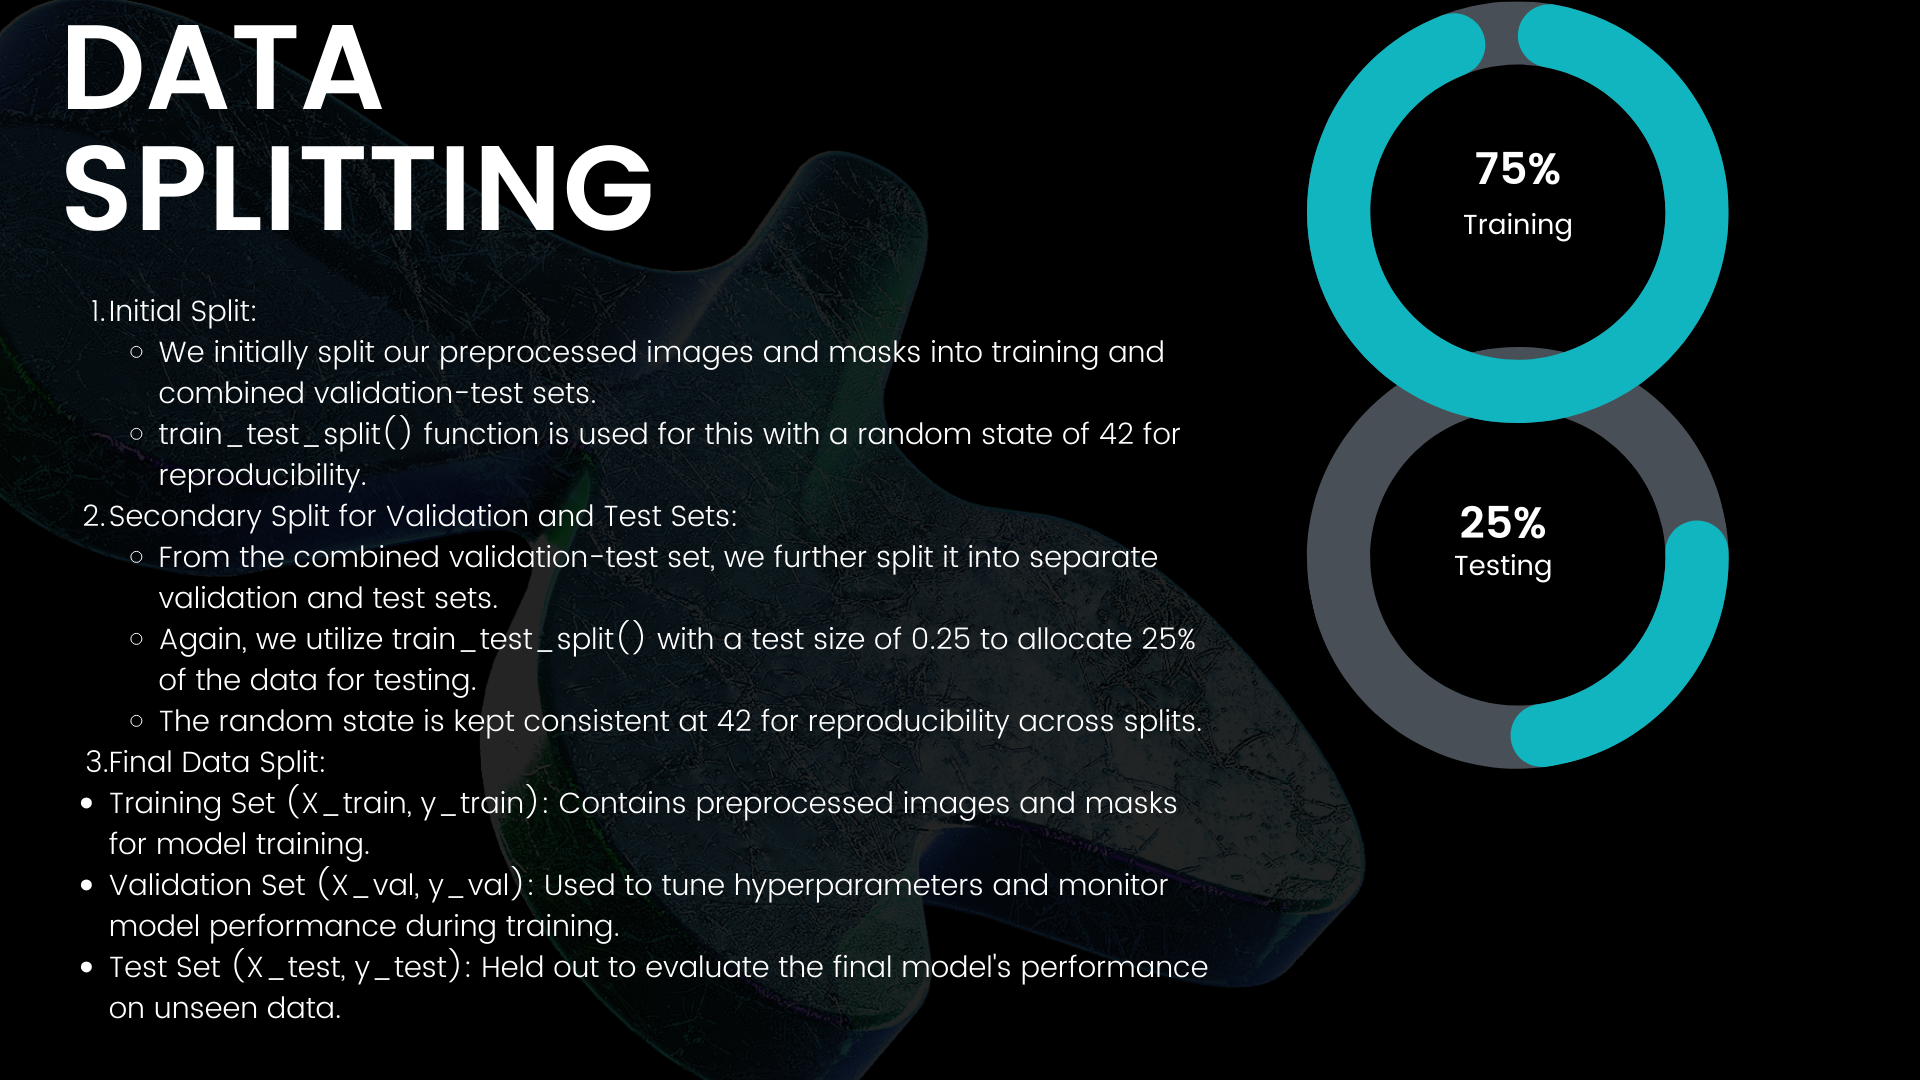 DATA
SPLITTING
1. Initial Split:
○ We initially split our preprocessed images and masks into training and
combined validation-test sets.
○ train_test_split() function is used for this with a random state of 42 for
reproducibility.
2. Secondary Split for Validation and Test Sets:
○ From the combined validation-test set, we further split it into separate
validation and test sets.
○ Again, we utilize train_test_split() with a test size of 0.25 to allocate 25%
of the data for testing.
○ The random state is kept consistent at 42 for reproducibility across splits.
3. Final Data Split:
• Training Set (X_train, y_train): Contains preprocessed images and masks
for model training.
• Validation Set (X_val, y_val): Used to tune hyperparameters and monitor
model performance during training.
• Test Set (X_test, y_test): Held out to evaluate the final model's performance
on unseen data.
75%
Training
25%
Testing